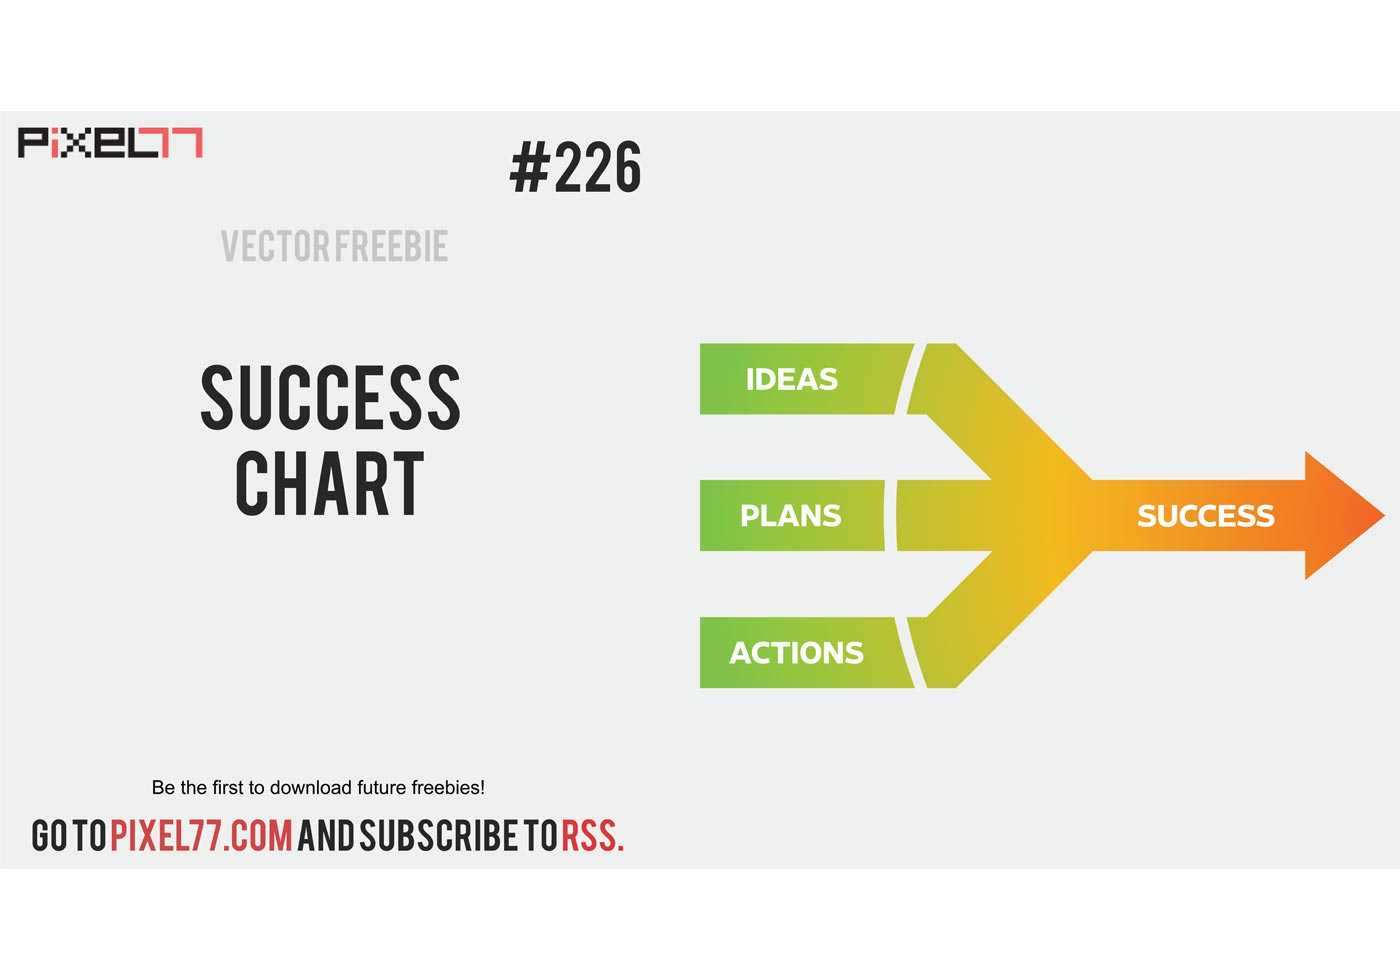 PIXEL77
#226
VECTOR FREEBIE
SUCCESS
CHART
IDEAS
PLANS
ACTIONS
SUCCESS
Be the first to download future freebies!
GO TO PIXEL77.COM AND SUBSCRIBE TO RSS.